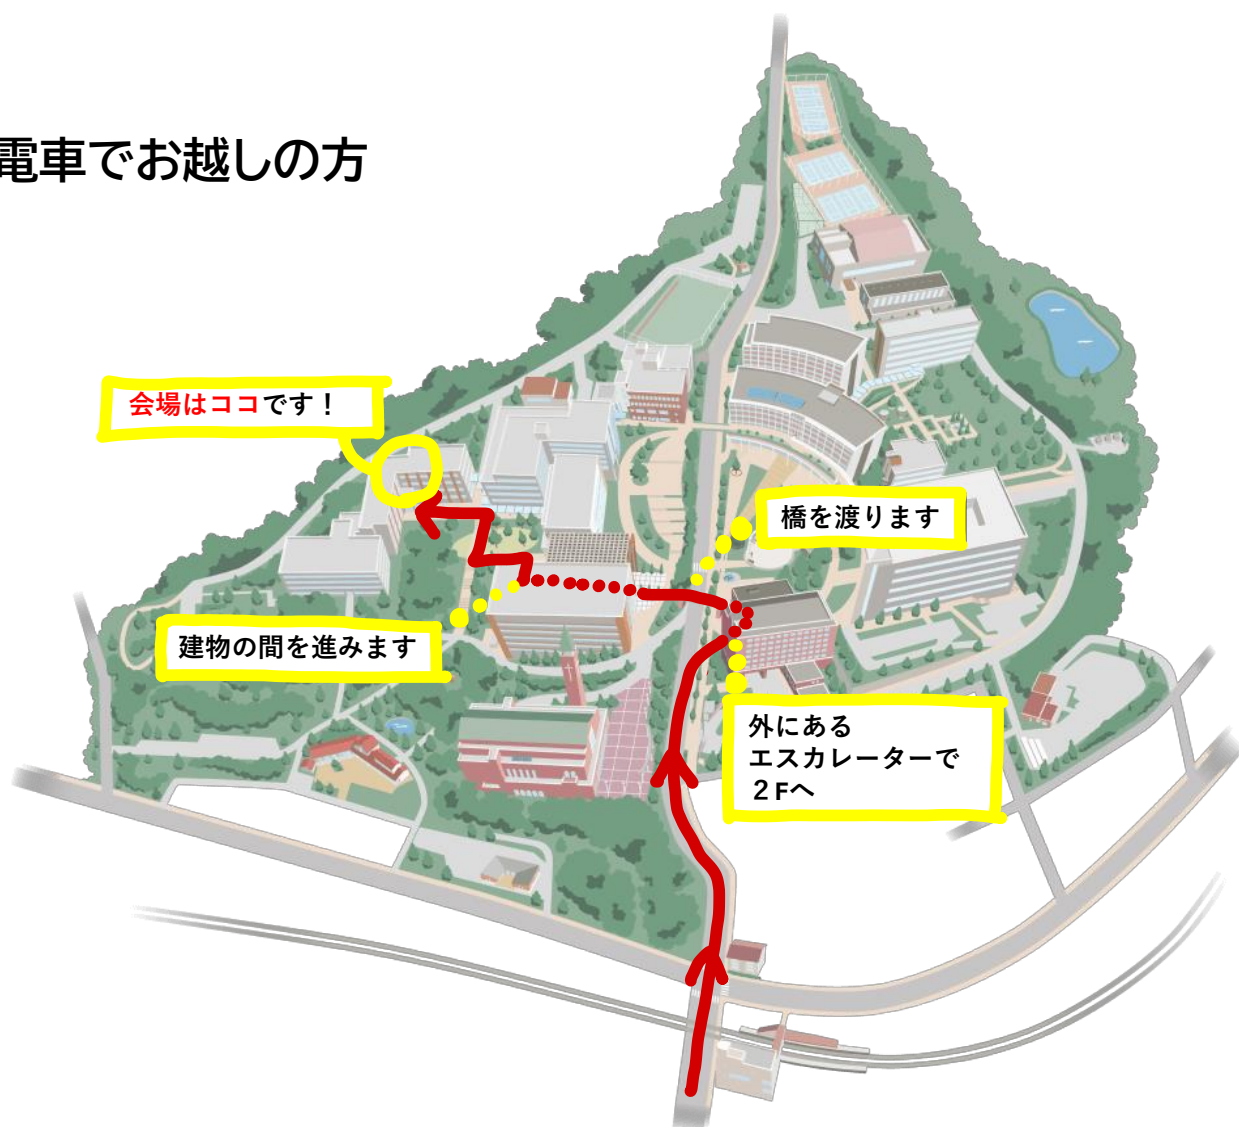 電車でお越しの方
会場はココです！
橋を渡ります
建物の間を進みます
外にある
エスカレーターで
２Fへ